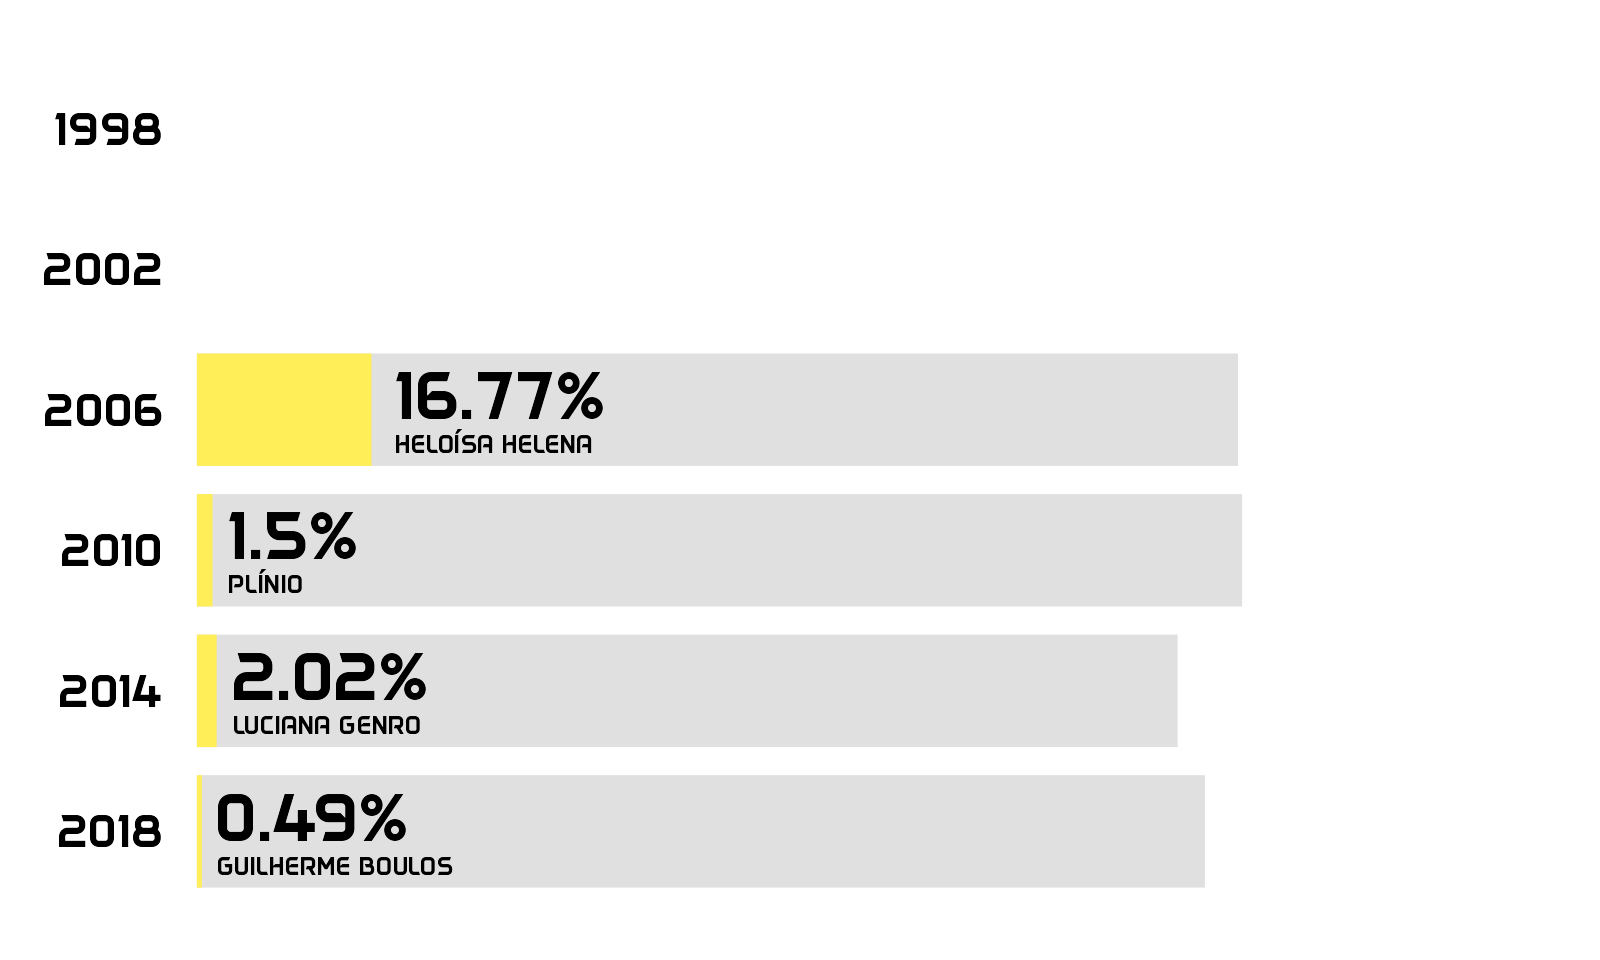 1998
2002
2006
16.77%
HELOÍSA HELENA
2010
1.5%
PLÍNIO
2014
2.02%
LUCIANA GENRO
2018
0.49%
GUILHERME BOULOS